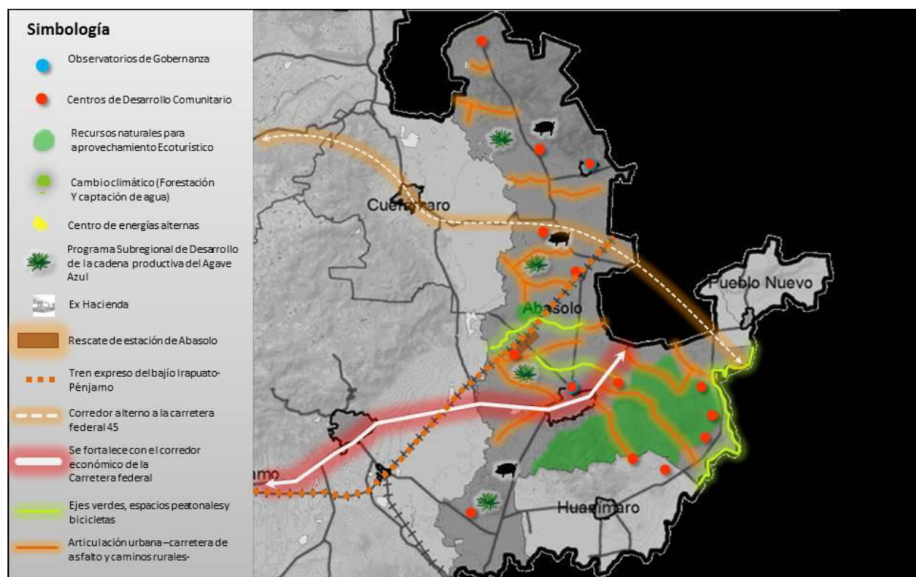 Simbología
Observatorios de Gobernanza
Centros de Desarrollo Comunitario
Recursos naturales para
aprovechamiento Ecoturístico
Cambio climático (Forestación
Y captación de agua)
Centro de energías alternas
Programa Subregional de Desarrollo
de la cadena productiva del Agave
Azul
Ex Hacienda
Rescate de estación de Abasolo
Tren expreso del bajío Irapuato-
Pénjamo
Corredor alterno a la carretera
federal 45
Se fortalece con el corredor
económico de la
Carretera federal
Ejes verdes, espacios peatonales y
bicicletas
Articulación urbana –carretera de
asfalto y caminos rurales-
Cuerámaro
Pueblo Nuevo
Abasolo
amo
Huanímaro